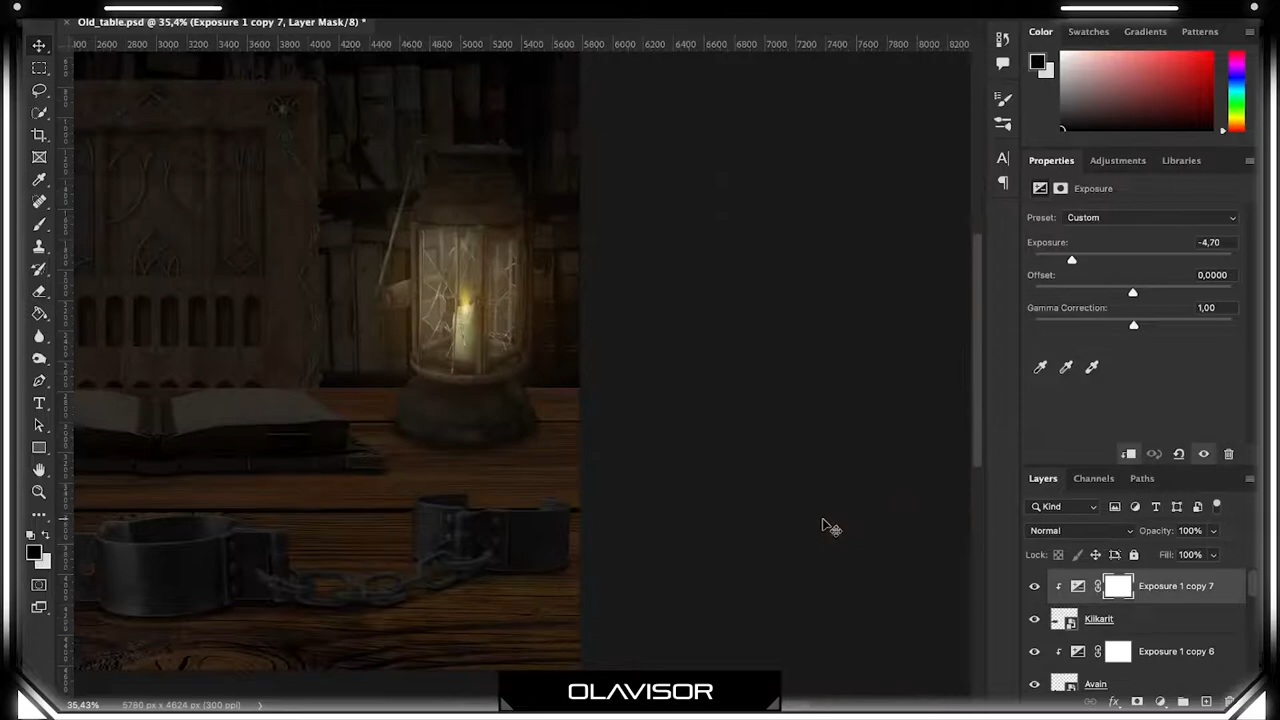 × Old_table.psd @ 35,4% (Exposure 1 copy 7, Layer Mask/8) *
2600 2800 3000 3200 3400 3600 3800 4000 4200 4400 4600 4800 5000 5200 5400 5600 5800 6000 6200 6400 6600 6800 7000 7200 7400 7600 7800 8000 8200
Color Swatches Gradients Patterns
Properties Adjustments Libraries
Exposure
Preset: Custom
Exposure: -4,70
Offset: 0,0000
Gamma Correction: 1,00
Layers Channels Paths
Kind
Normal Opacity: 100%
Lock: Fill: 100%
Exposure 1 copy 7
Kiikarit
Exposure 1 copy 6
Avain
fx
35,43% 5780 px x 4624 px (300 ppi)
OLAVISOR